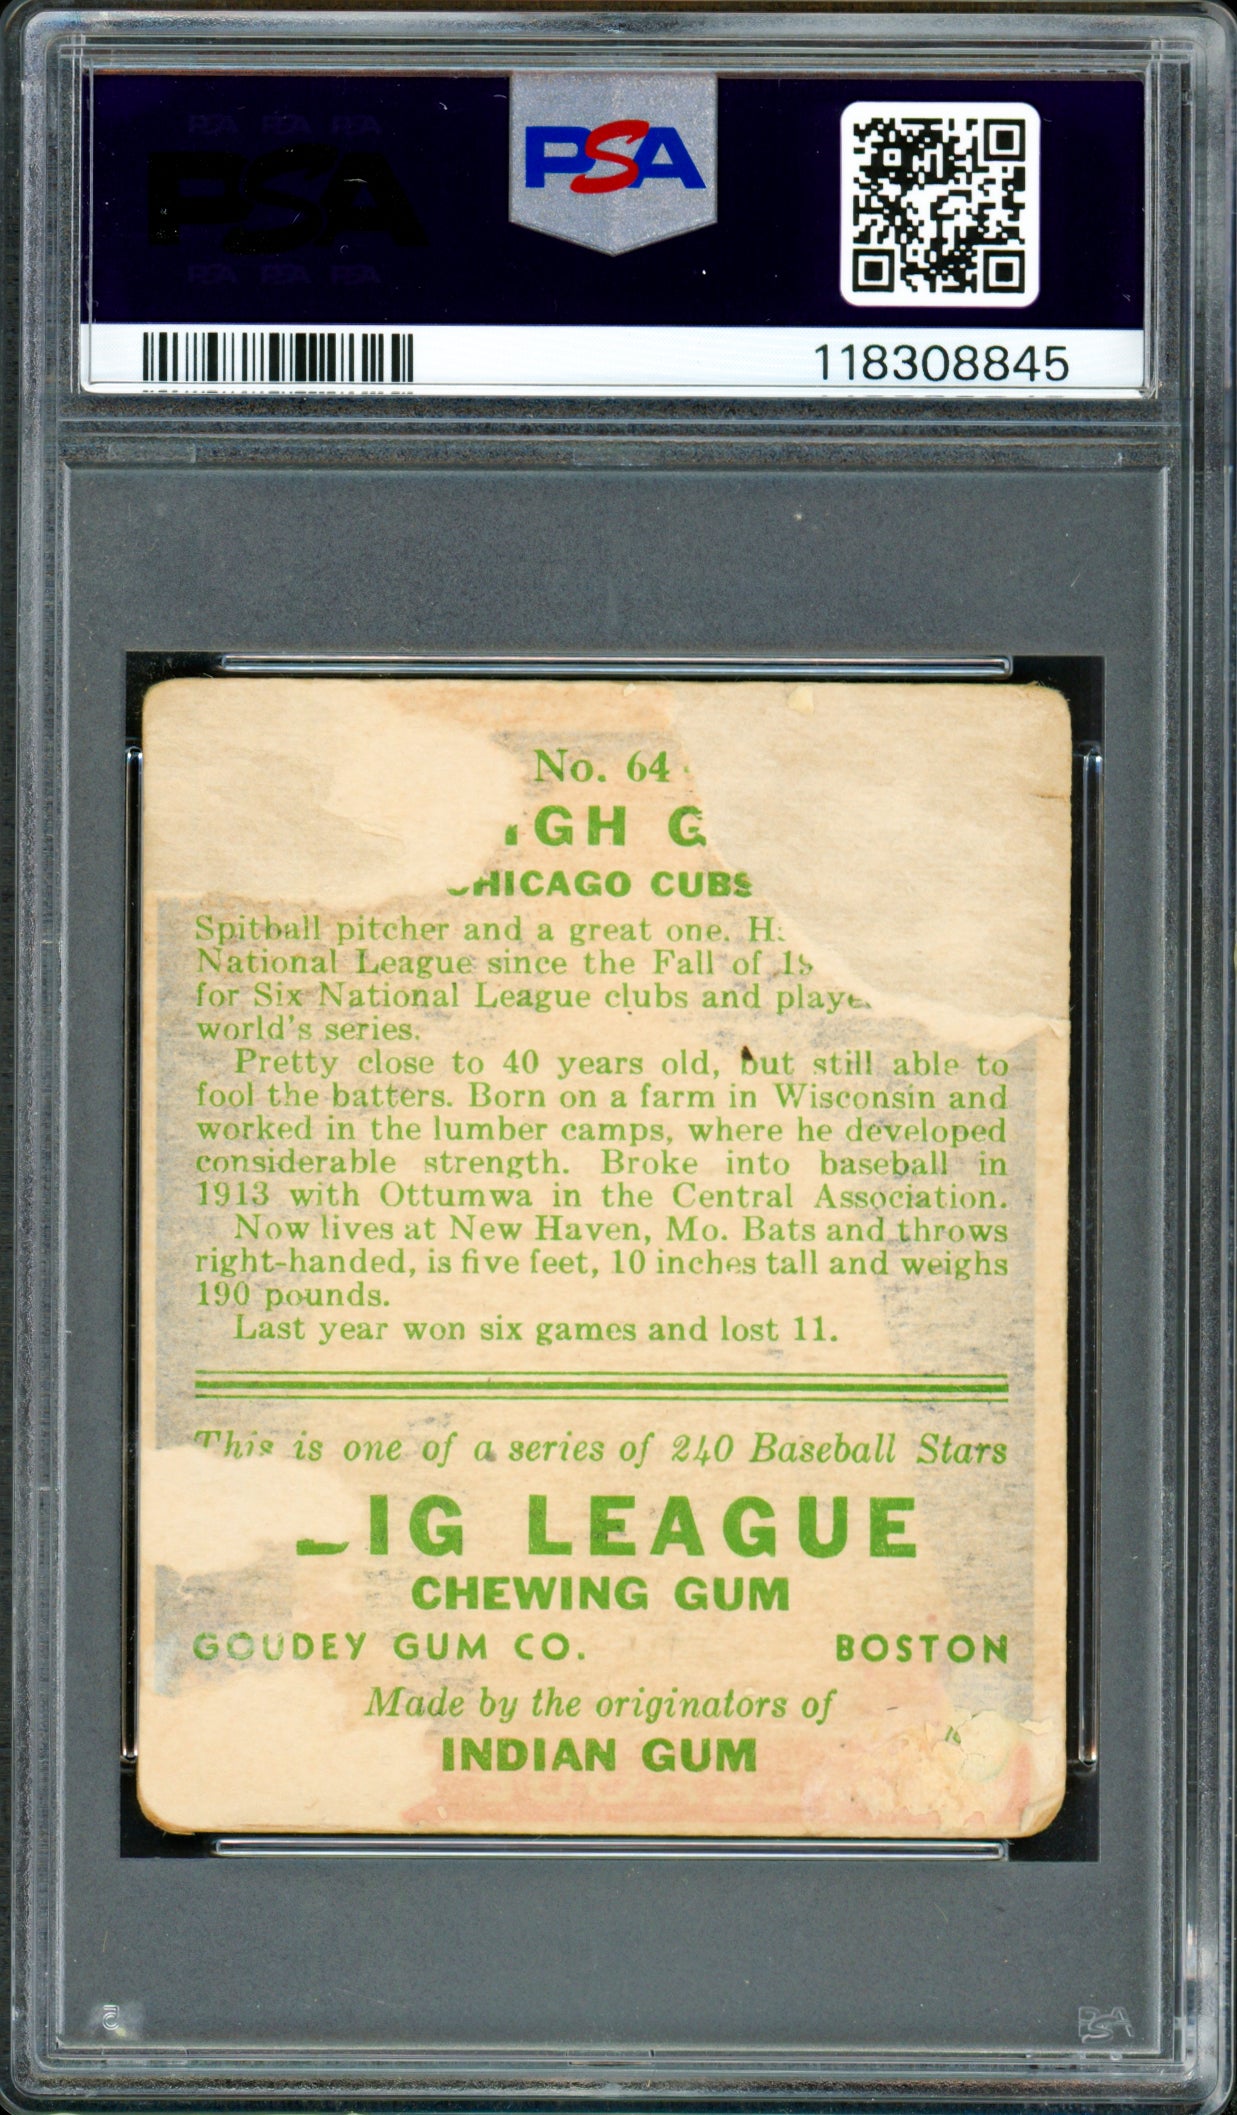 PSA
118308845
No. 64
IGH G
CHICAGO CUBS
Spitball pitcher and a great one.
National League since the Fall of
for Six National League clubs and
world's series.
Pretty close to 40 years old, but still able to
fool the batters. Born on a farm in Wisconsin and
worked in the lumber camps, where he developed
considerable strength. Broke into baseball in
1913 with Ottumwa in the Central Association.
Now lives at New Haven, Mo. Bats and throws
right-handed, is five feet, 10 inches tall and weighs
190 pounds.
Last year won six games and lost 11.
This is one of a series of 240 Baseball Stars
IG LEAGUE
CHEWING GUM
GOUDEY GUM CO. BOSTON
Made by the originators of
INDIAN GUM
PSA